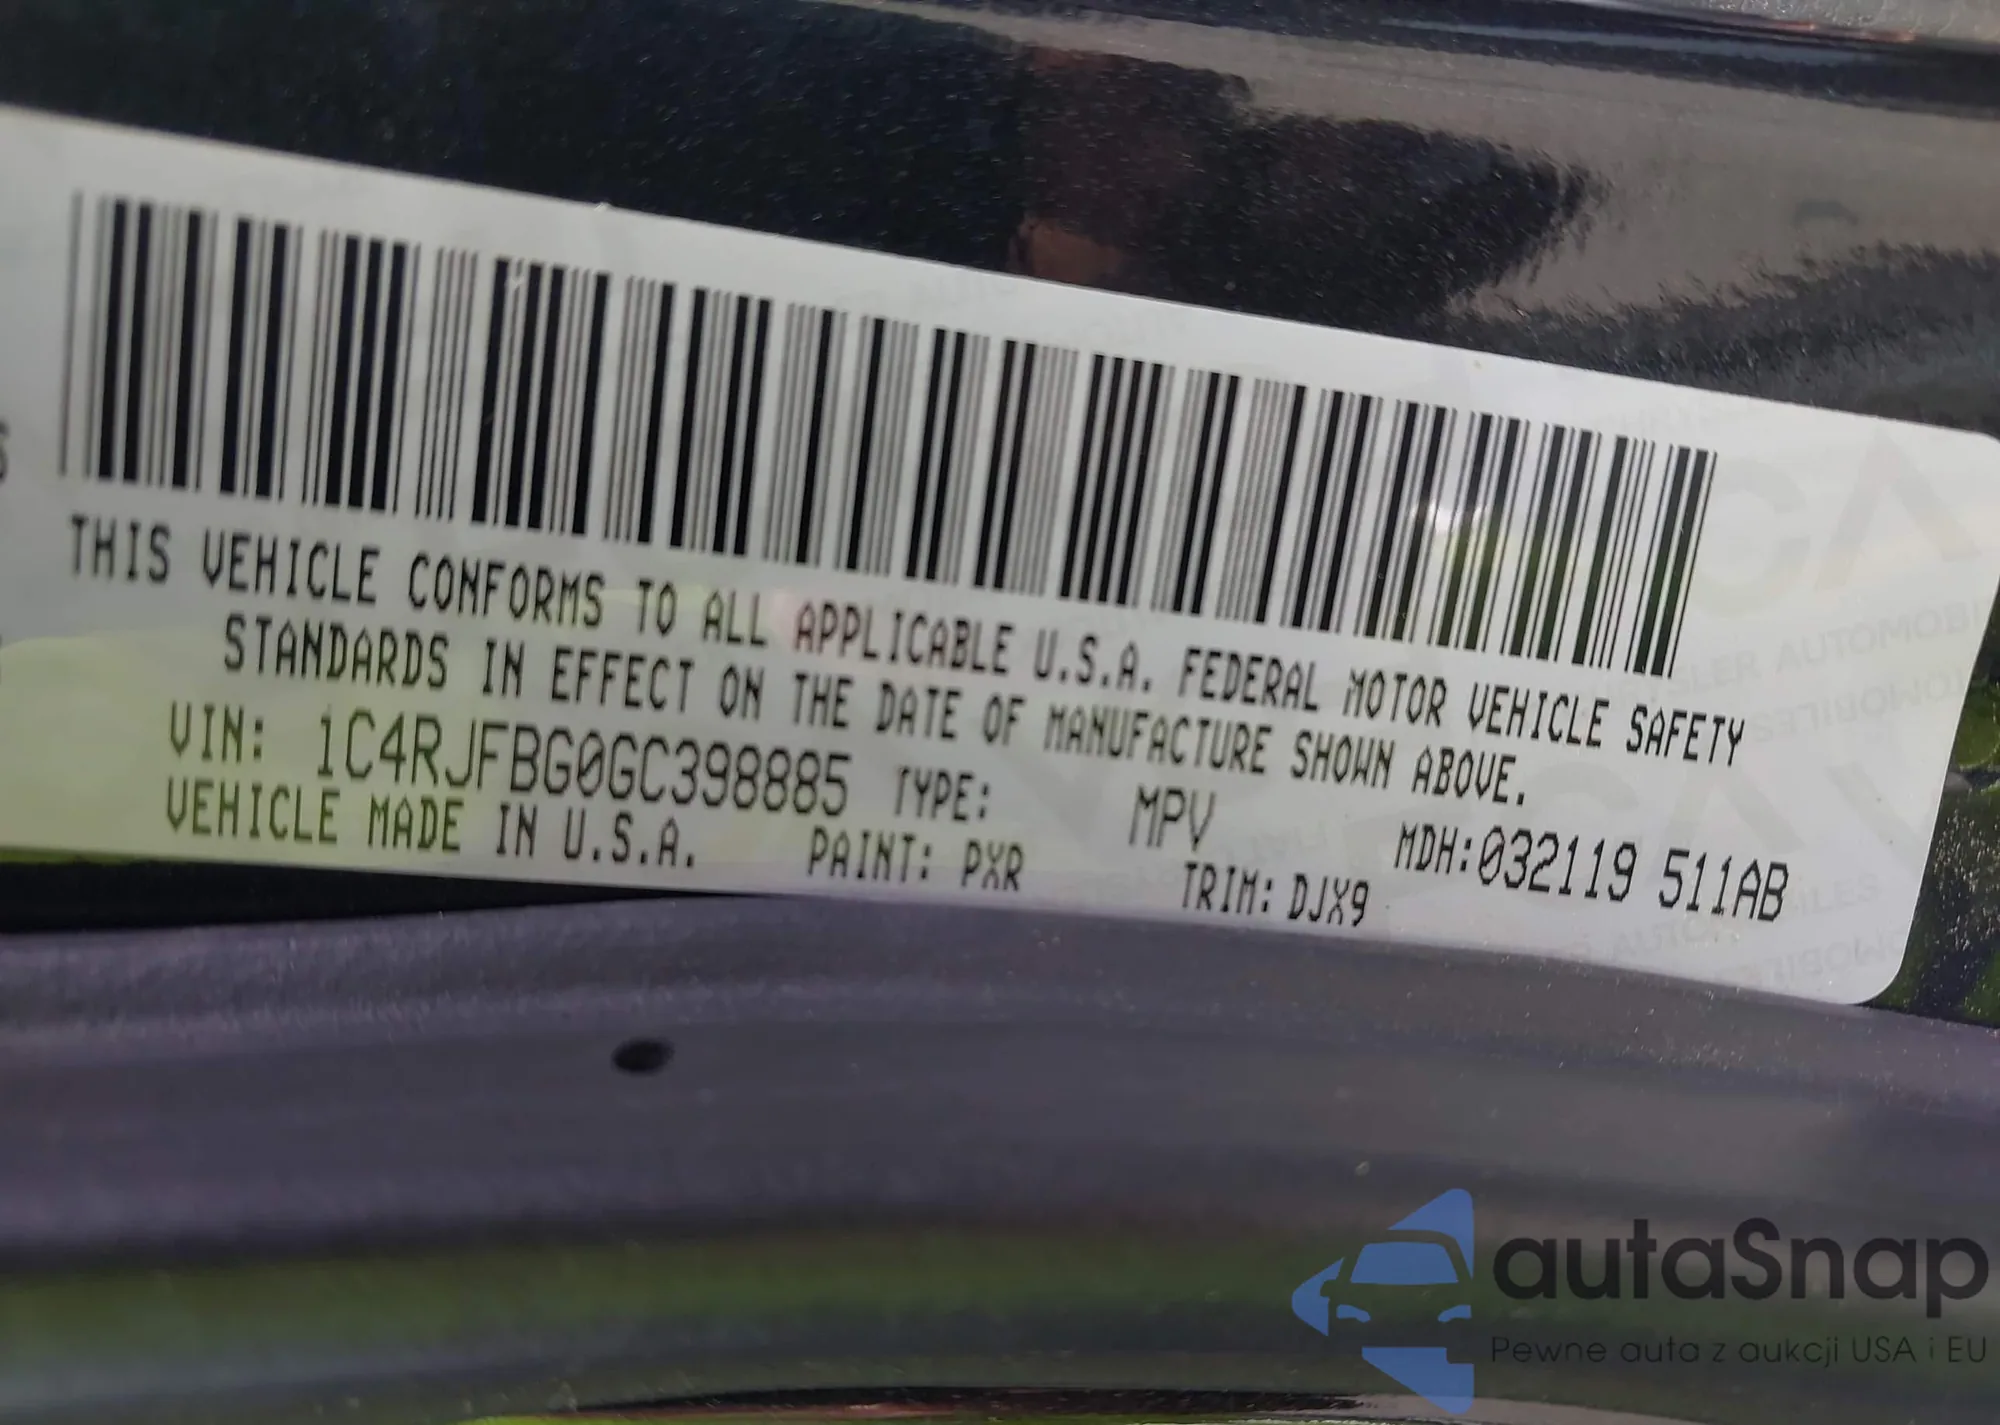 THIS VEHICLE CONFORMS TO ALL APPLICABLE U.S.A. FEDERAL MOTOR VEHICLE SAFETY
STANDARDS IN EFFECT ON THE DATE OF MANUFACTURE SHOWN ABOVE.
VIN: 1C4RJFBG0GC398885 TYPE: MPV MDH:032119 511AB
VEHICLE MADE IN U.S.A. PAINT: PXR TRIM: DJX9
autaSnap
Pewne auta z aukcji USA i EU